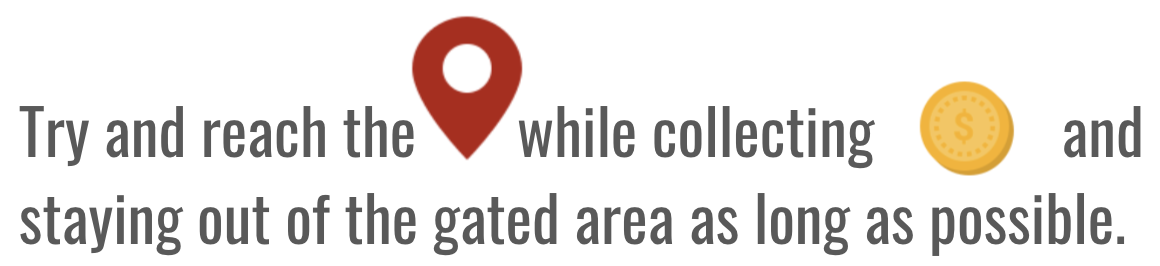 Try and reach the while collecting $ and
staying out of the gated area as long as possible.